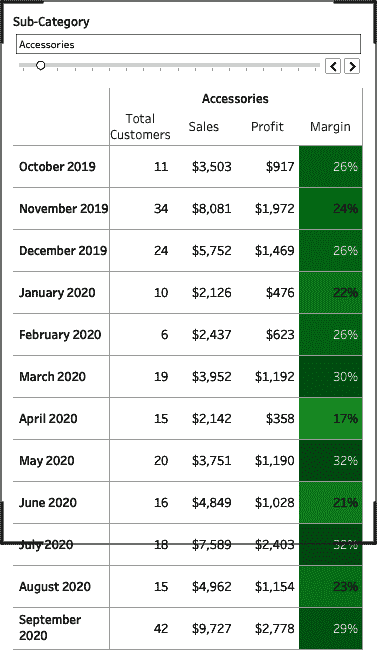 Sub-Category
Accessories
Accessories
Total Customers Sales Profit Margin
October 2019 11 $3,503 $917 26%
November 2019 34 $8,081 $1,972 24%
December 2019 24 $5,752 $1,469 26%
January 2020 10 $2,126 $476 22%
February 2020 6 $2,437 $623 26%
March 2020 19 $3,952 $1,192 30%
April 2020 15 $2,142 $358 17%
May 2020 20 $3,751 $1,190 32%
June 2020 16 $4,849 $1,028 21%
July 2020 18 $7,589 $2,403 32%
August 2020 15 $4,962 $1,154 23%
September 2020 42 $9,727 $2,778 29%